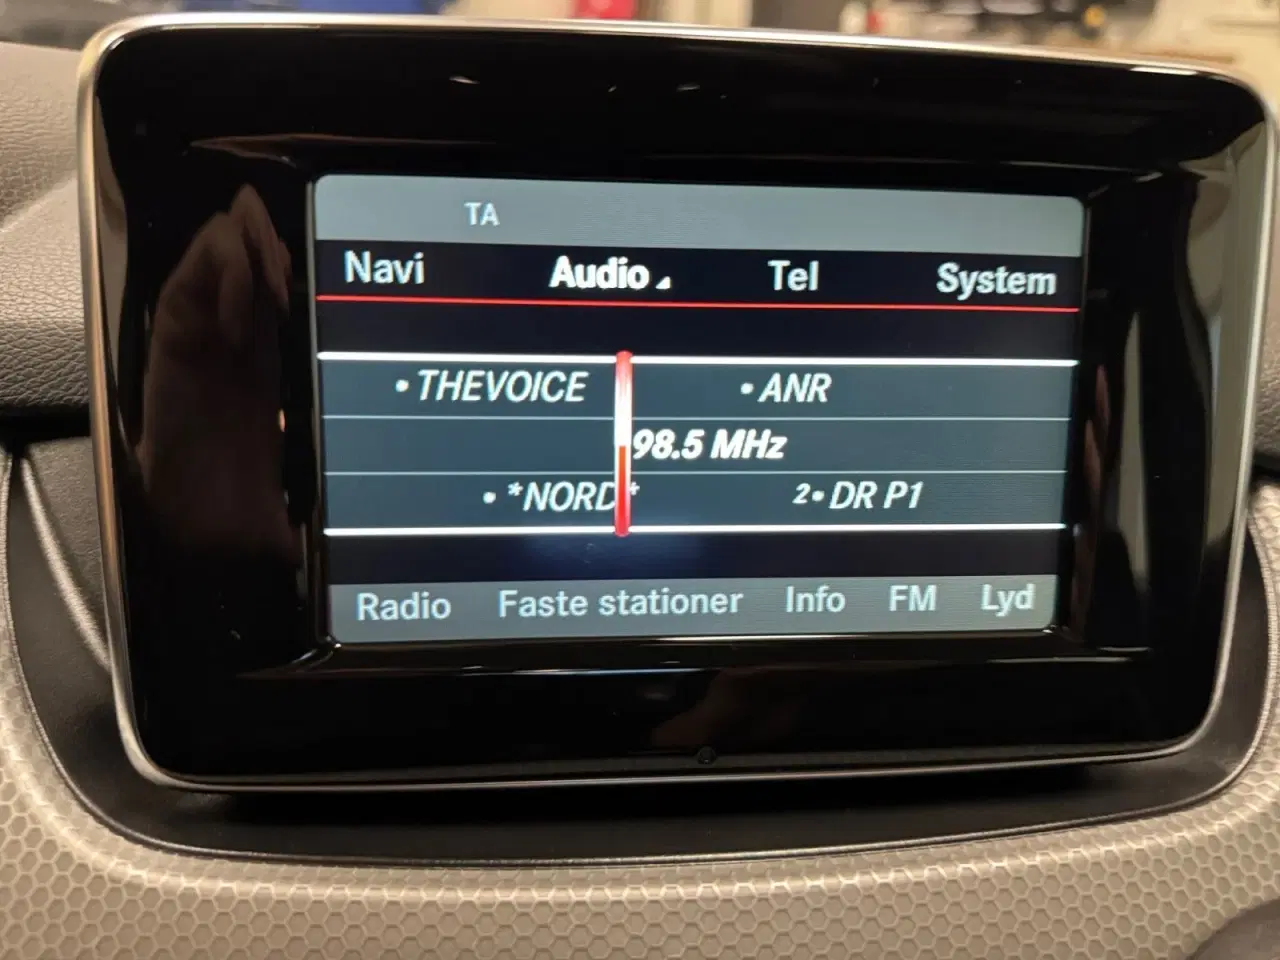 TA
Navi Audio Tel System
• THEVOICE • ANR
98.5 MHz
• *NORD* 2• DR P1
Radio Faste stationer Info FM Lyd